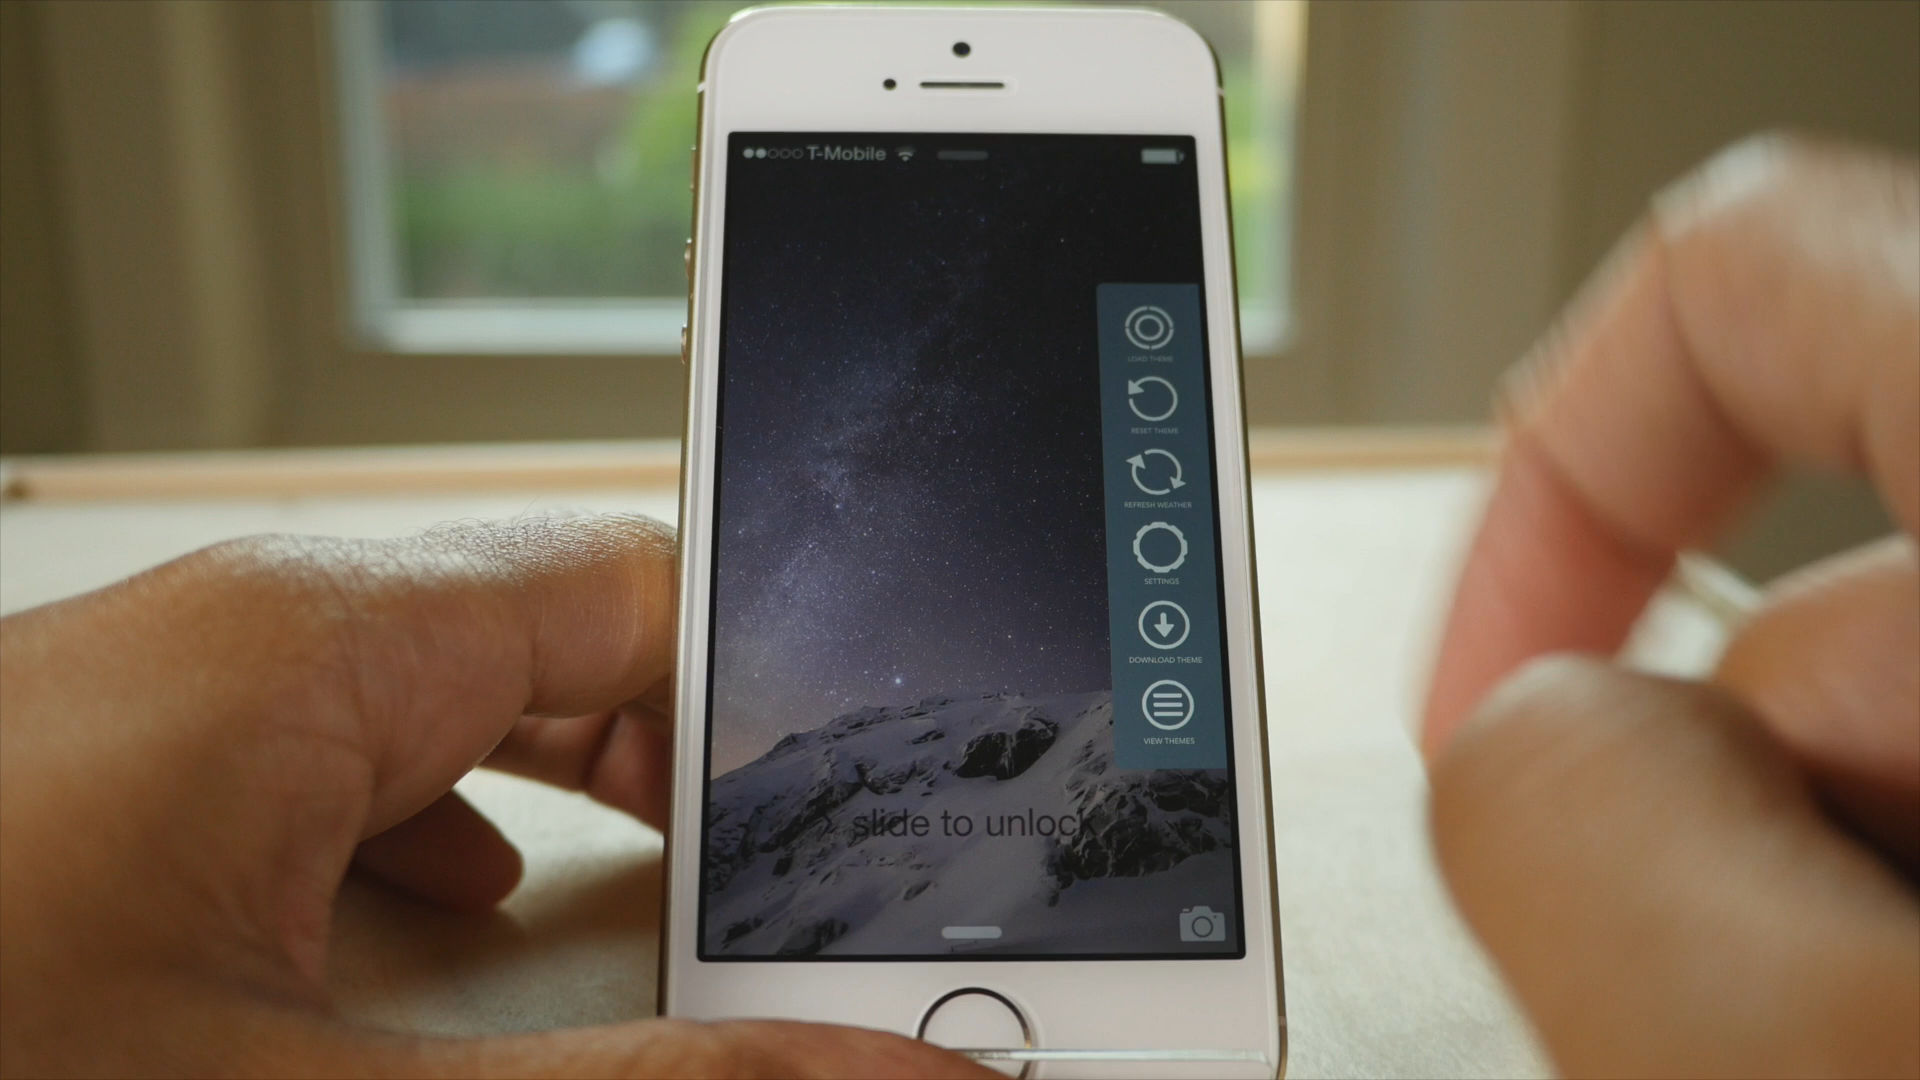 T-Mobile
LOAD THEME
RESET THEME
REFRESH WEATHER
SETTINGS
DOWNLOAD THEME
VIEW THEMES
slide to unlock